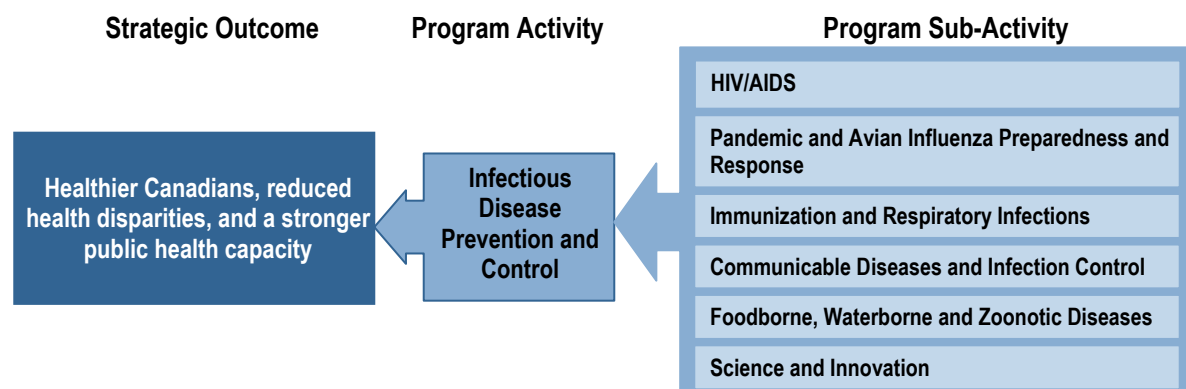 Strategic Outcome
Program Activity
Program Sub-Activity
Healthier Canadians, reduced
health disparities, and a stronger
public health capacity
Infectious
Disease
Prevention and
Control
HIV/AIDS
Pandemic and Avian Influenza Preparedness and
Response
Immunization and Respiratory Infections
Communicable Diseases and Infection Control
Foodborne, Waterborne and Zoonotic Diseases
Science and Innovation